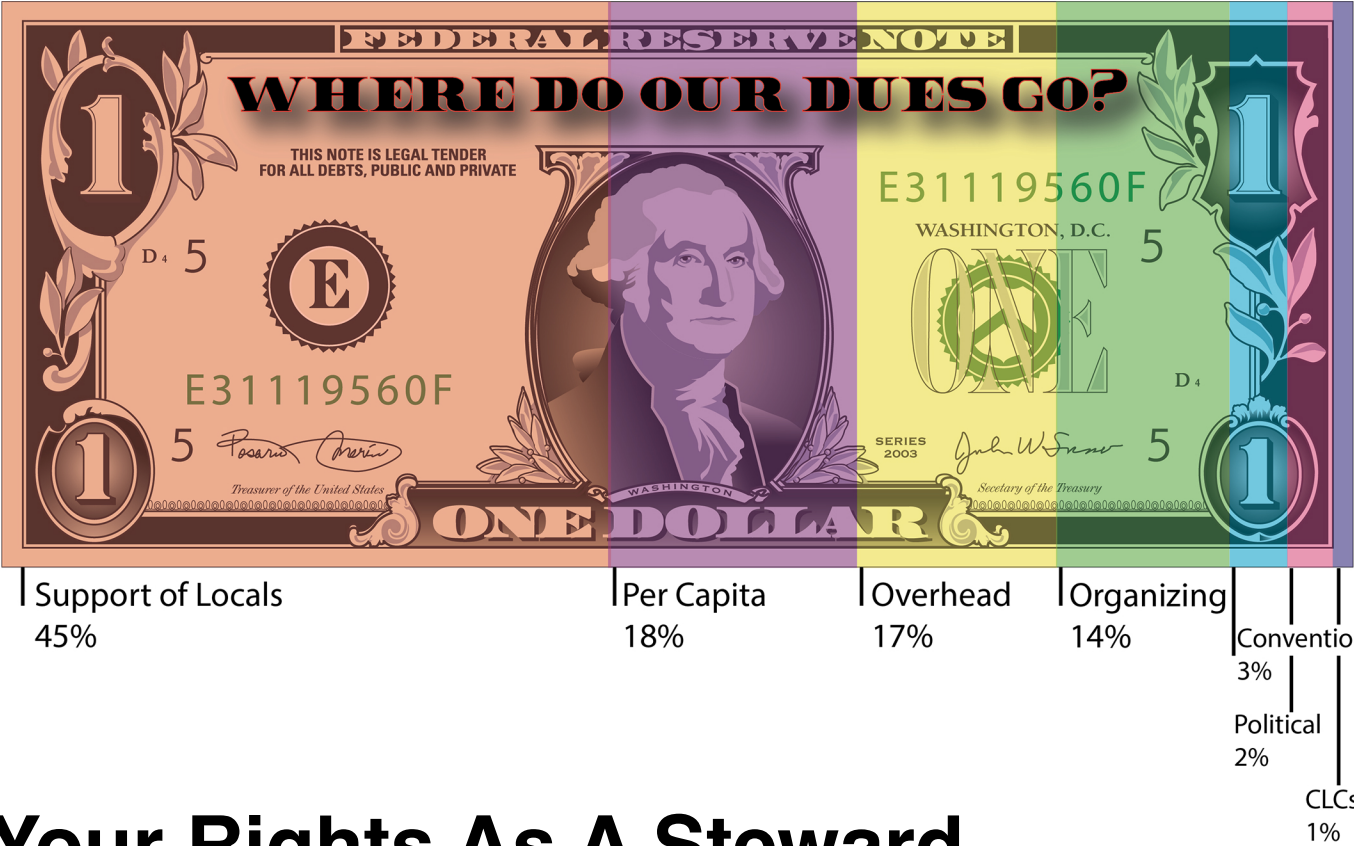 FEDERAL RESERVE NOTE
WHERE DO OUR DUES GO?
1
1
THIS NOTE IS LEGAL TENDER
FOR ALL DEBTS, PUBLIC AND PRIVATE
E31119560F
WASHINGTON, D.C.
D 4 5
5
E
ONE
E31119560F
D 4
5
5
1
1
SERIES
2003
Treasurer of the United States
Secretary of the Treasury
WASHINGTON
ONE DOLLAR
Support of Locals
45%
Per Capita
18%
Overhead
17%
Organizing
14%
Conventio
3%
Political
2%
CLCs
1%
Your Rights As A Steward